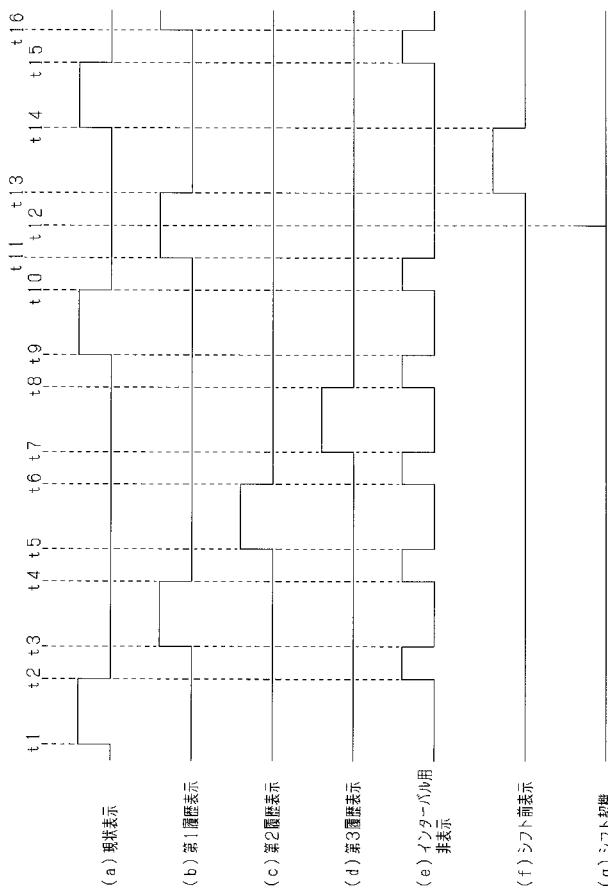 t1
t2
t3
t4
t5
t6
t7
t8
t9
t10
t11
t12
t13
t14
t15
t16
(a) 現状表示
(b) 第1履歴表示
(c) 第2履歴表示
(d) 第3履歴表示
(e) インターバル用
非表示
(f) シフト前表示
(g) シフト契機